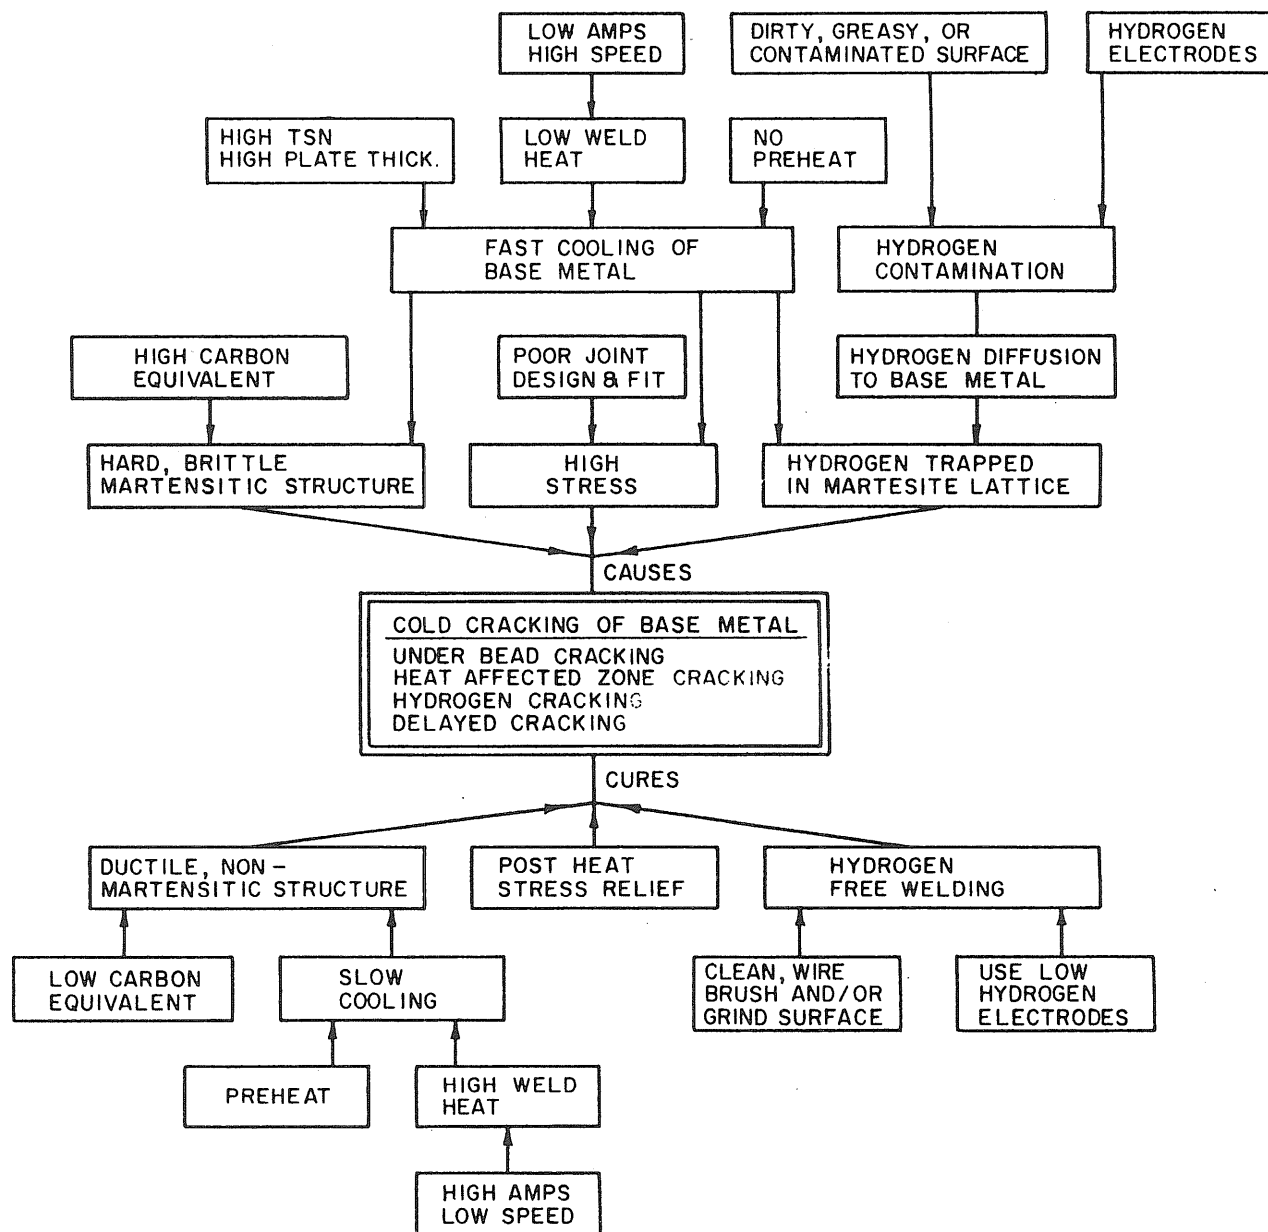 LOW AMPS
HIGH SPEED
DIRTY, GREASY, OR
CONTAMINATED SURFACE
HYDROGEN
ELECTRODES
HIGH TSN
HIGH PLATE THICK.
LOW WELD
HEAT
NO
PREHEAT
FAST COOLING OF
BASE METAL
HYDROGEN
CONTAMINATION
HIGH CARBON
EQUIVALENT
POOR JOINT
DESIGN & FIT
HYDROGEN DIFFUSION
TO BASE METAL
HARD, BRITTLE
MARTENSITIC STRUCTURE
HIGH
STRESS
HYDROGEN TRAPPED
IN MARTESITE LATTICE
CAUSES
COLD CRACKING OF BASE METAL
UNDER BEAD CRACKING
HEAT AFFECTED ZONE CRACKING
HYDROGEN CRACKING
DELAYED CRACKING
CURES
DUCTILE, NON-
MARTENSITIC STRUCTURE
POST HEAT
STRESS RELIEF
HYDROGEN
FREE WELDING
LOW CARBON
EQUIVALENT
SLOW
COOLING
CLEAN, WIRE
BRUSH AND/OR
GRIND SURFACE
USE LOW
HYDROGEN
ELECTRODES
PREHEAT
HIGH WELD
HEAT
HIGH AMPS
LOW SPEED